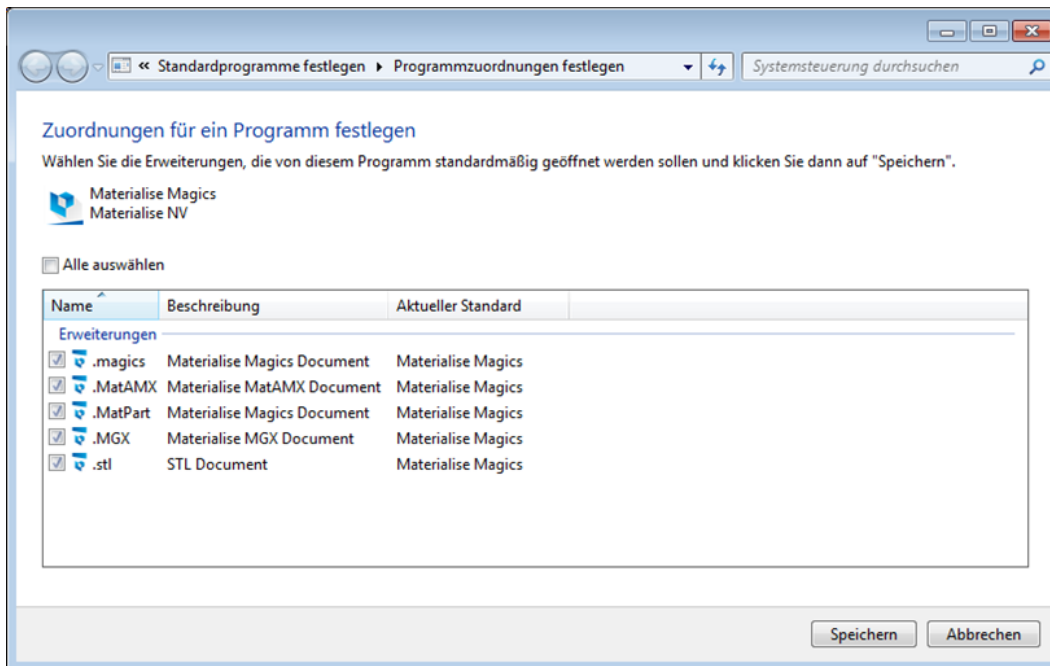 « Standardprogramme festlegen ▸ Programmzuordnungen festlegen
Systemsteuerung durchsuchen
Zuordnungen für ein Programm festlegen
Wählen Sie die Erweiterungen, die von diesem Programm standardmäßig geöffnet werden sollen und klicken Sie dann auf "Speichern".
Materialise Magics
Materialise NV
Alle auswählen
Name Beschreibung Aktueller Standard
Erweiterungen
.magics Materialise Magics Document Materialise Magics
.MatAMX Materialise MatAMX Document Materialise Magics
.MatPart Materialise Magics Document Materialise Magics
.MGX Materialise MGX Document Materialise Magics
.stl STL Document Materialise Magics
Speichern Abbrechen